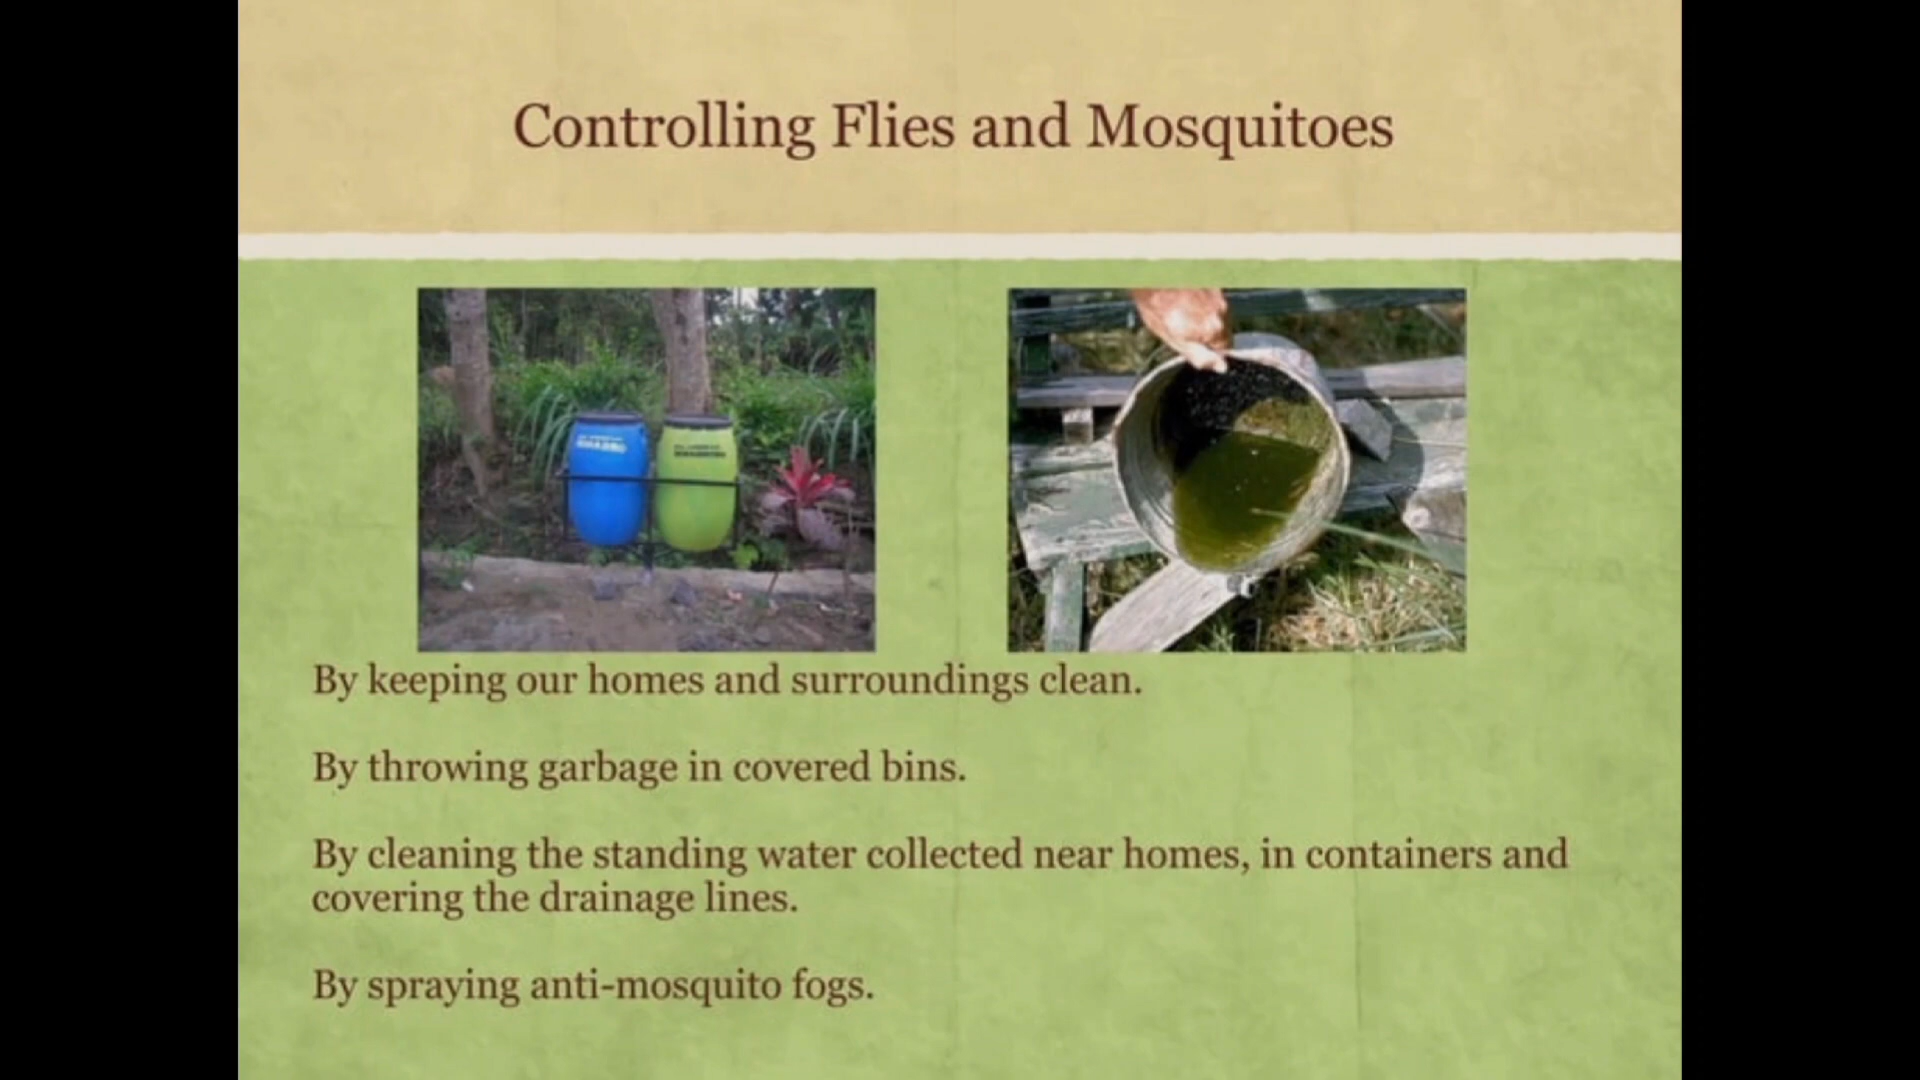 Controlling Flies and Mosquitoes
By keeping our homes and surroundings clean.
By throwing garbage in covered bins.
By cleaning the standing water collected near homes, in containers and
covering the drainage lines.
By spraying anti-mosquito fogs.